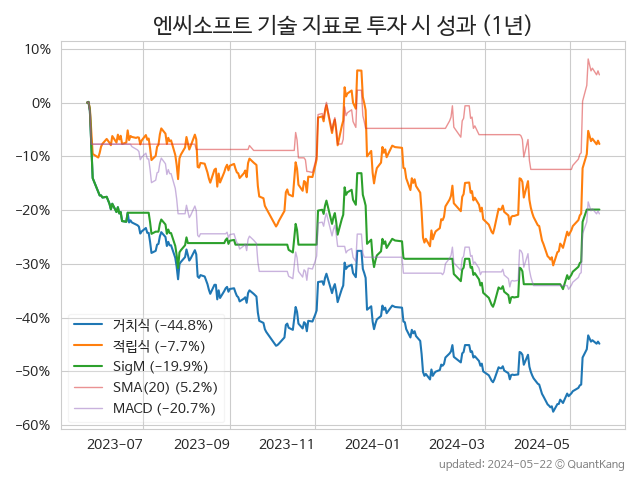 엔씨소프트 기술 지표로 투자 시 성과 (1년)
10%
0%
−10%
−20%
−30%
−40%
−50%
−60%
거치식 (−44.8%)
적립식 (−7.7%)
SigM (−19.9%)
SMA(20) (5.2%)
MACD (−20.7%)
2023−07
2023−09
2023−11
2024−01
2024−03
2024−05
updated: 2024−05−22 © QuantKang